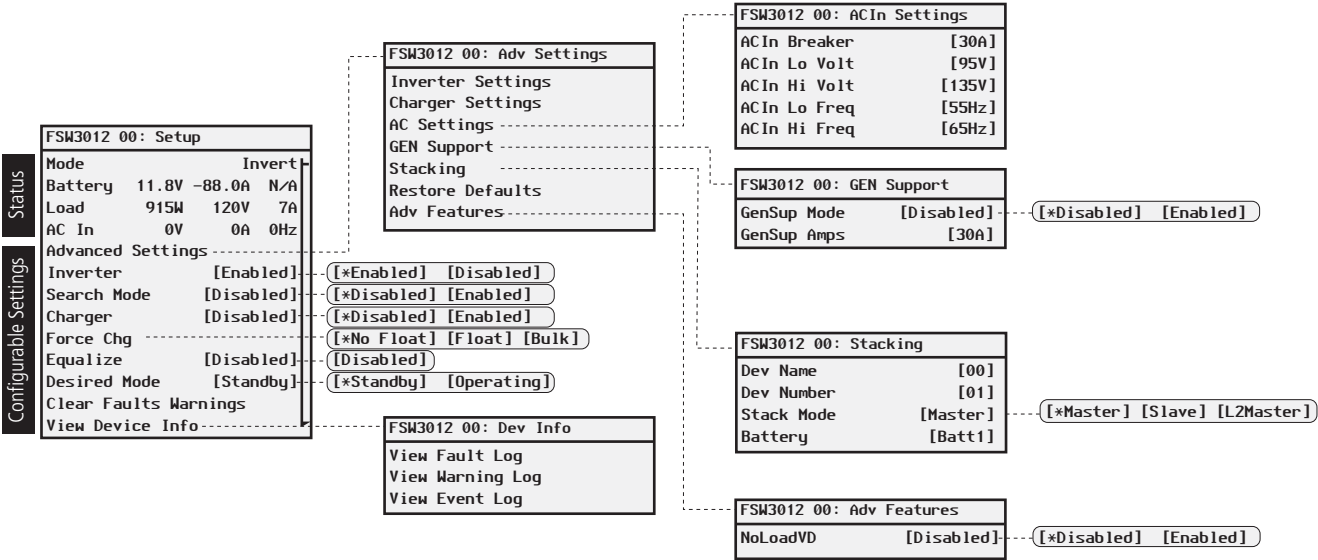 Status
Configurable Settings
FSW3012 00: Setup
Mode Invert
Battery 11.8V -88.0A N/A
Load 915W 120V 7A
AC In 0V 0A 0Hz
Advanced Settings
Inverter [Enabled] [*Enabled] [Disabled]
Search Mode [Disabled] [*Disabled] [Enabled]
Charger [Disabled] [*Disabled] [Enabled]
Force Chg [*No Float] [Float] [Bulk]
Equalize [Disabled] [Disabled]
Desired Mode [Standby] [*Standby] [Operating]
Clear Faults Warnings
View Device Info
FSW3012 00: Adv Settings
Inverter Settings
Charger Settings
AC Settings
GEN Support
Stacking
Restore Defaults
Adv Features
FSW3012 00: Dev Info
View Fault Log
View Warning Log
View Event Log
FSW3012 00: ACIn Settings
ACIn Breaker [30A]
ACIn Lo Volt [95V]
ACIn Hi Volt [135V]
ACIn Lo Freq [55Hz]
ACIn Hi Freq [65Hz]
FSW3012 00: GEN Support
GenSup Mode [Disabled] [*Disabled] [Enabled]
GenSup Amps [30A]
FSW3012 00: Stacking
Dev Name [00]
Dev Number [01]
Stack Mode [Master] [*Master] [Slave] [L2Master]
Battery [Batt1]
FSW3012 00: Adv Features
NoLoadVD [Disabled] [*Disabled] [Enabled]